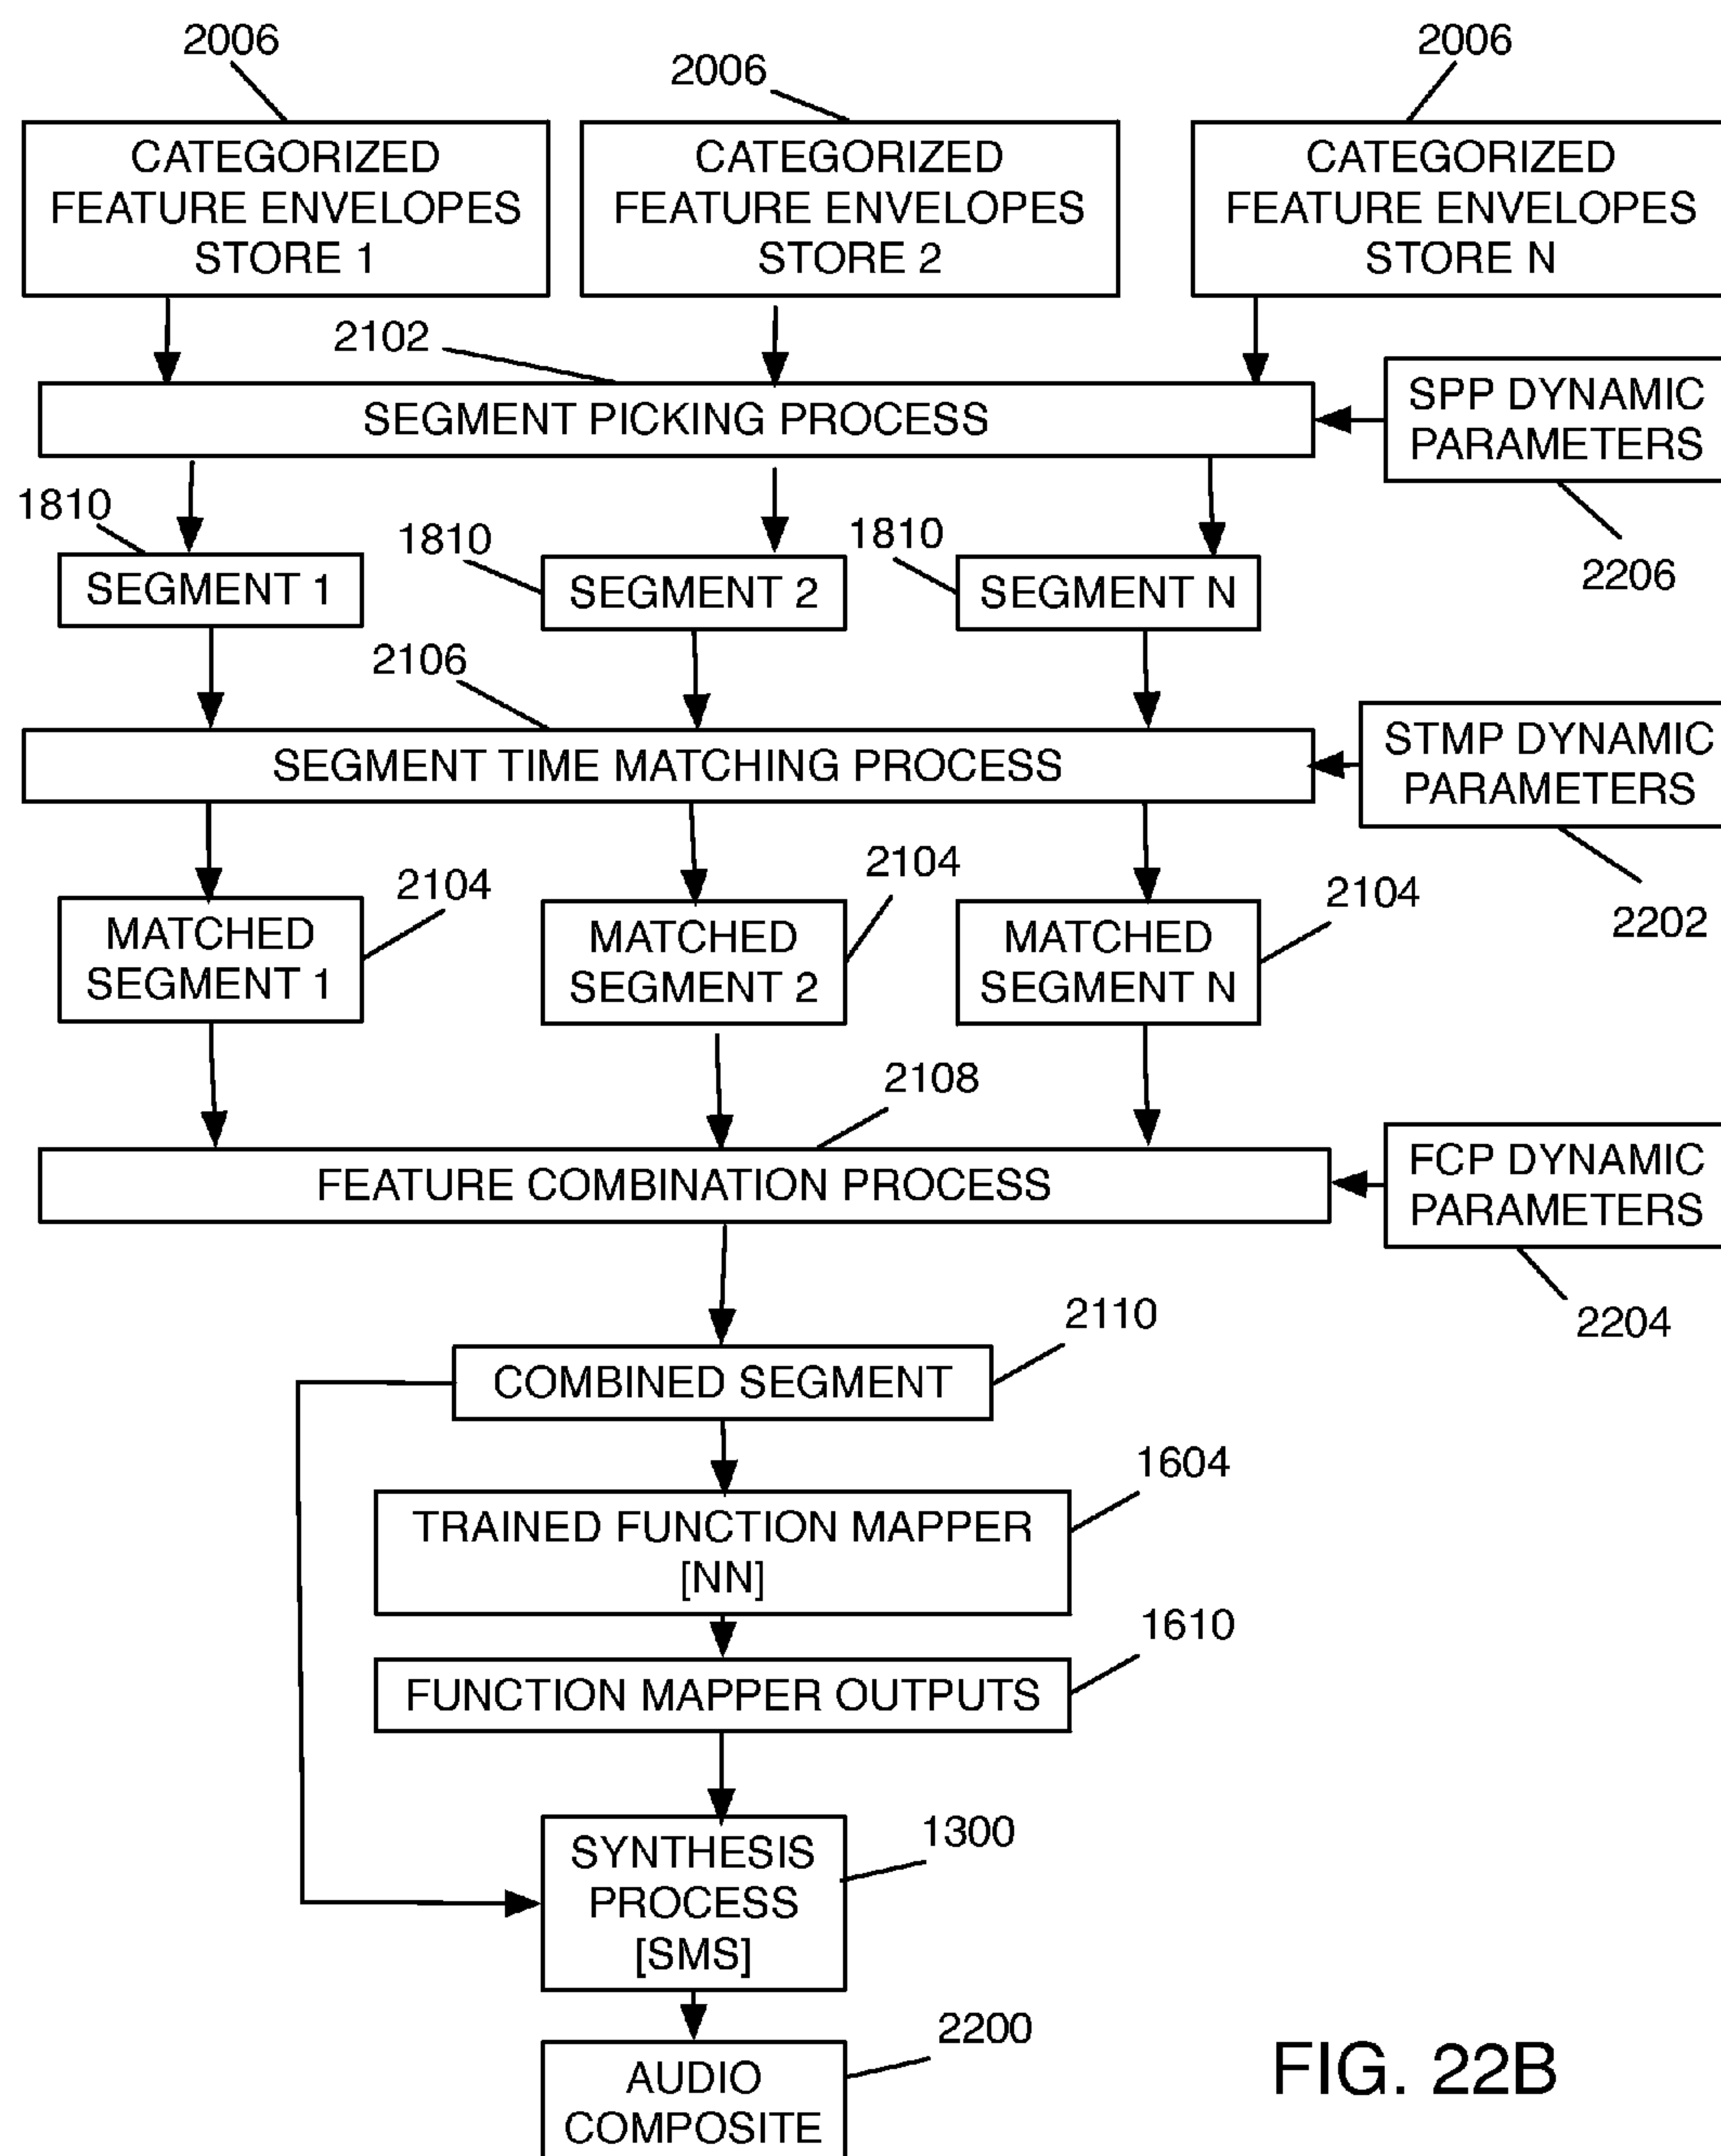 2006
2006
2006
CATEGORIZED
FEATURE ENVELOPES
STORE 1
CATEGORIZED
FEATURE ENVELOPES
STORE 2
CATEGORIZED
FEATURE ENVELOPES
STORE N
2102
SEGMENT PICKING PROCESS
SPP DYNAMIC
PARAMETERS
2206
1810
1810
1810
SEGMENT 1
SEGMENT 2
SEGMENT N
2106
SEGMENT TIME MATCHING PROCESS
STMP DYNAMIC
PARAMETERS
2202
2104
2104
2104
MATCHED
SEGMENT 1
MATCHED
SEGMENT 2
MATCHED
SEGMENT N
2108
FEATURE COMBINATION PROCESS
FCP DYNAMIC
PARAMETERS
2204
2110
COMBINED SEGMENT
1604
TRAINED FUNCTION MAPPER
[NN]
1610
FUNCTION MAPPER OUTPUTS
1300
SYNTHESIS
PROCESS
[SMS]
2200
AUDIO
COMPOSITE
FIG. 22B